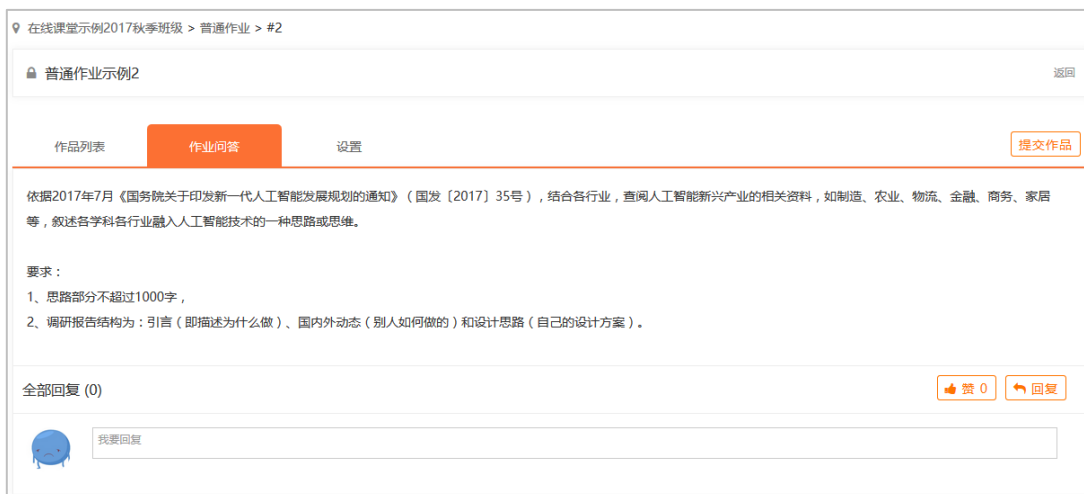 在线课堂示例2017秋季班级 > 普通作业 > #2
普通作业示例2 返回
作品列表 作业问答 设置 提交作品
依据2017年7月《国务院关于印发新一代人工智能发展规划的通知》（国发〔2017〕35号），结合各行业，查阅人工智能新兴产业的相关资料，如制造、农业、物流、金融、商务、家居
等，叙述各学科各行业融入人工智能技术的一种思路或思维。
要求：
1、思路部分不超过1000字，
2、调研报告结构为：引言（即描述为什么做）、国内外动态（别人如何做的）和设计思路（自己的设计方案）。
全部回复 (0) 赞 0 回复
我要回复